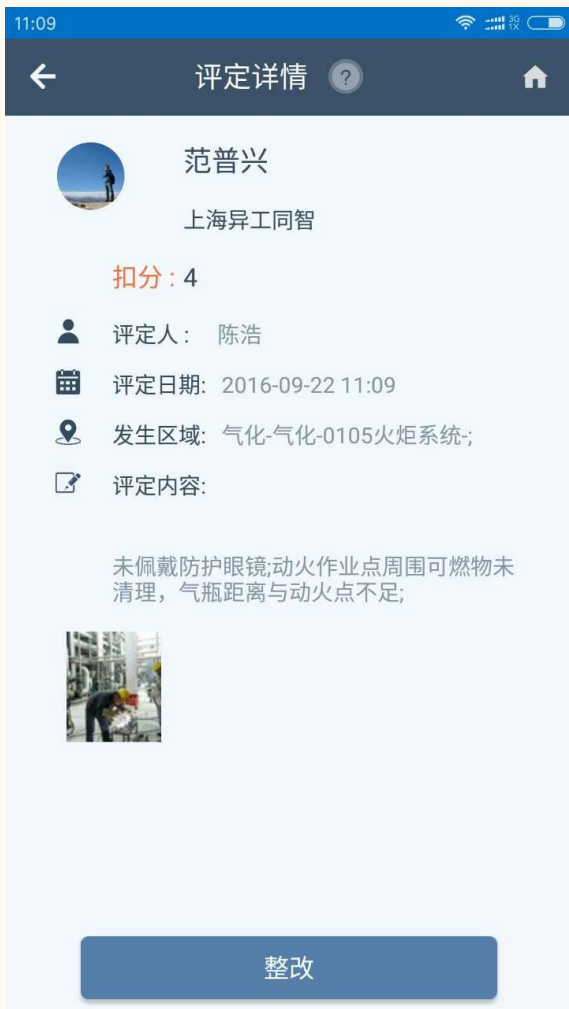 11:09
3G
1X
评定详情 ?
范普兴
上海异工同智
扣分 : 4
评定人 : 陈浩
评定日期: 2016-09-22 11:09
发生区域: 气化-气化-0105火炬系统-;
评定内容:
未佩戴防护眼镜;动火作业点周围可燃物未
清理，气瓶距离与动火点不足;
整改